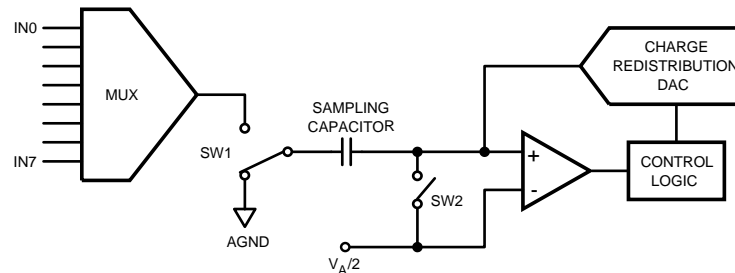 IN0
MUX
IN7
SW1
AGND
SAMPLING
CAPACITOR
SW2
V_A/2
+
-
CHARGE
REDISTRIBUTION
DAC
CONTROL
LOGIC